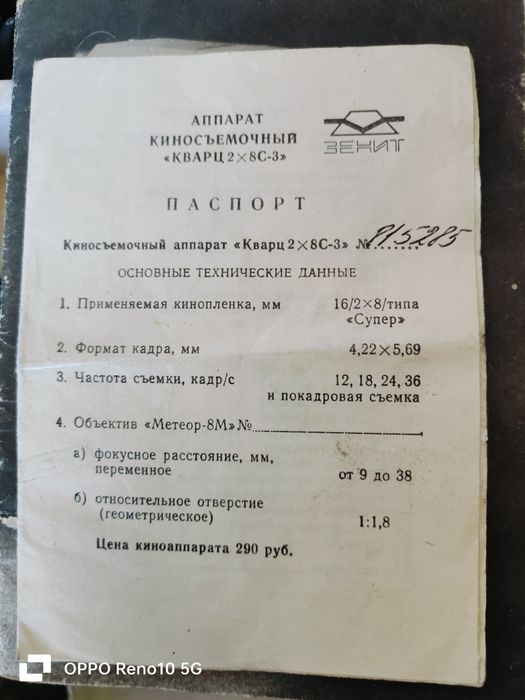 АППАРАТ
КИНОСЪЕМОЧНЫЙ
«КВАРЦ 2×8С-3»
ЗЕНИТ
ПАСПОРТ
Киносъемочный аппарат «Кварц 2×8С-3» № 815285
ОСНОВНЫЕ ТЕХНИЧЕСКИЕ ДАННЫЕ
1. Применяемая кинопленка, мм 16/2×8/типа
«Супер»
2. Формат кадра, мм 4,22×5,69
3. Частота съемки, кадр/с 12, 18, 24, 36
и покадровая съемка
4. Объектив «Метеор-8М» №
а) фокусное расстояние, мм,
переменное от 9 до 38
б) относительное отверстие
(геометрическое) 1:1,8
Цена киноаппарата 290 руб.
OPPO Reno10 5G